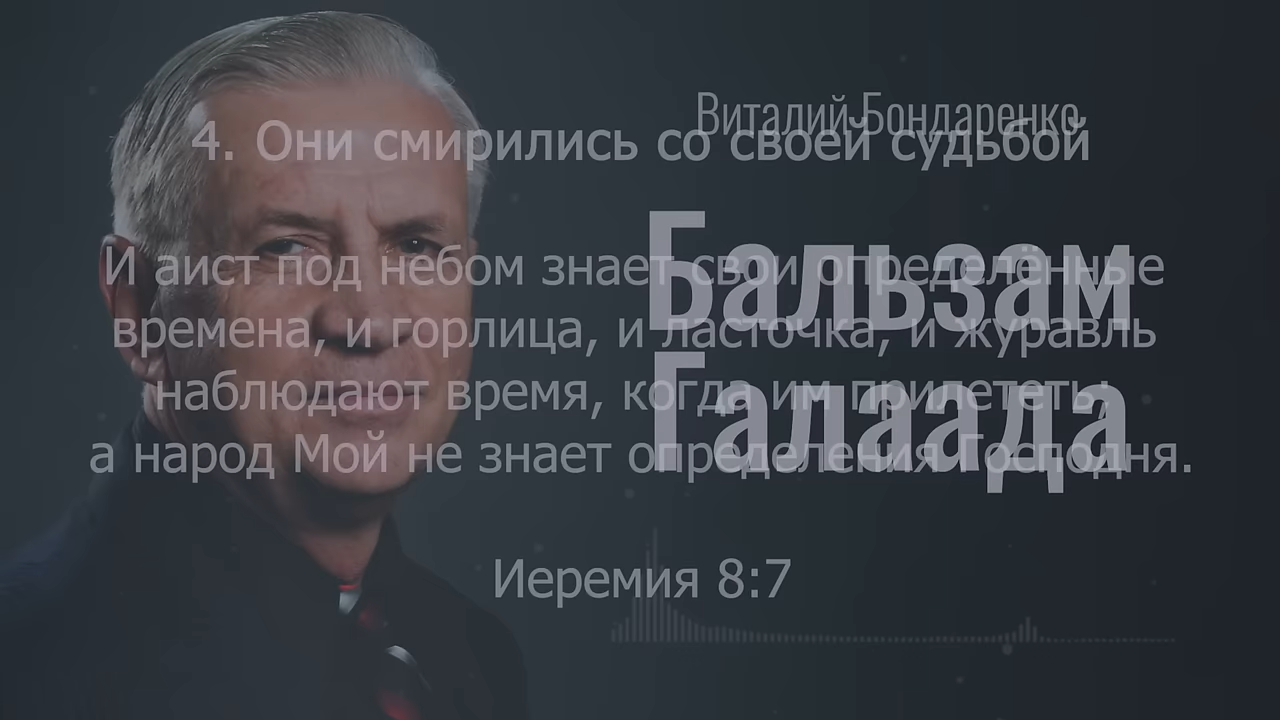 Виталий Бондаренко
4. Они смирились со своей судьбой
Бальзам
Галаада
И аист под небом знает свои определённые
времена, и горлица, и ласточка, и журавль
наблюдают время, когда им прилететь;
а народ Мой не знает определения Господня.
Иеремия 8:7